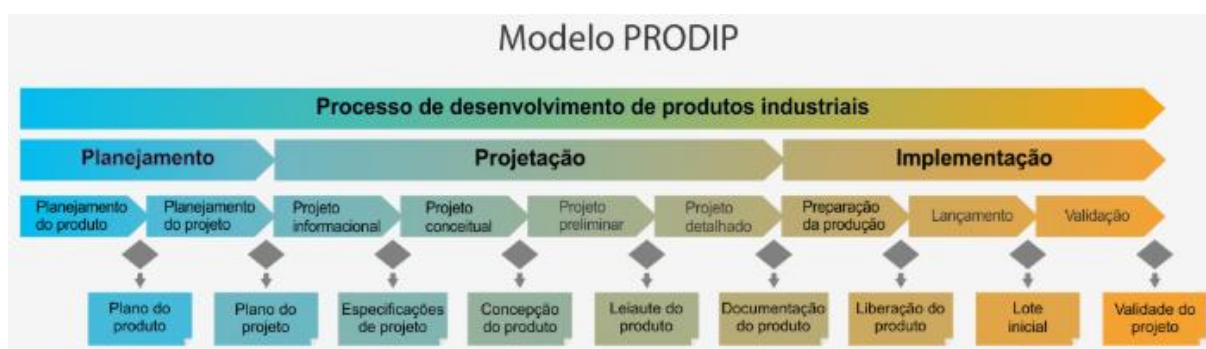 Modelo PRODIP
Processo de desenvolvimento de produtos industriais
Planejamento
Projetação
Implementação
Planejamento
do produto
Planejamento
do projeto
Projeto
informacional
Projeto
conceitual
Projeto
preliminar
Projeto
detalhado
Preparação
da produção
Lançamento
Validação
Plano do
produto
Plano do
projeto
Especificações
de projeto
Concepção
do produto
Leiaute do
produto
Documentação
do produto
Liberação do
produto
Lote
inicial
Validade do
projeto